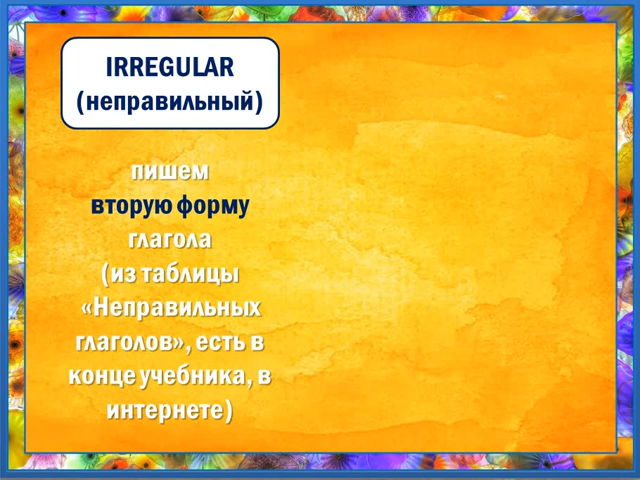 IRREGULAR
(неправильный)
пишем
вторую форму
глагола
(из таблицы
«Неправильных
глаголов», есть в
конце учебника, в
интернете)